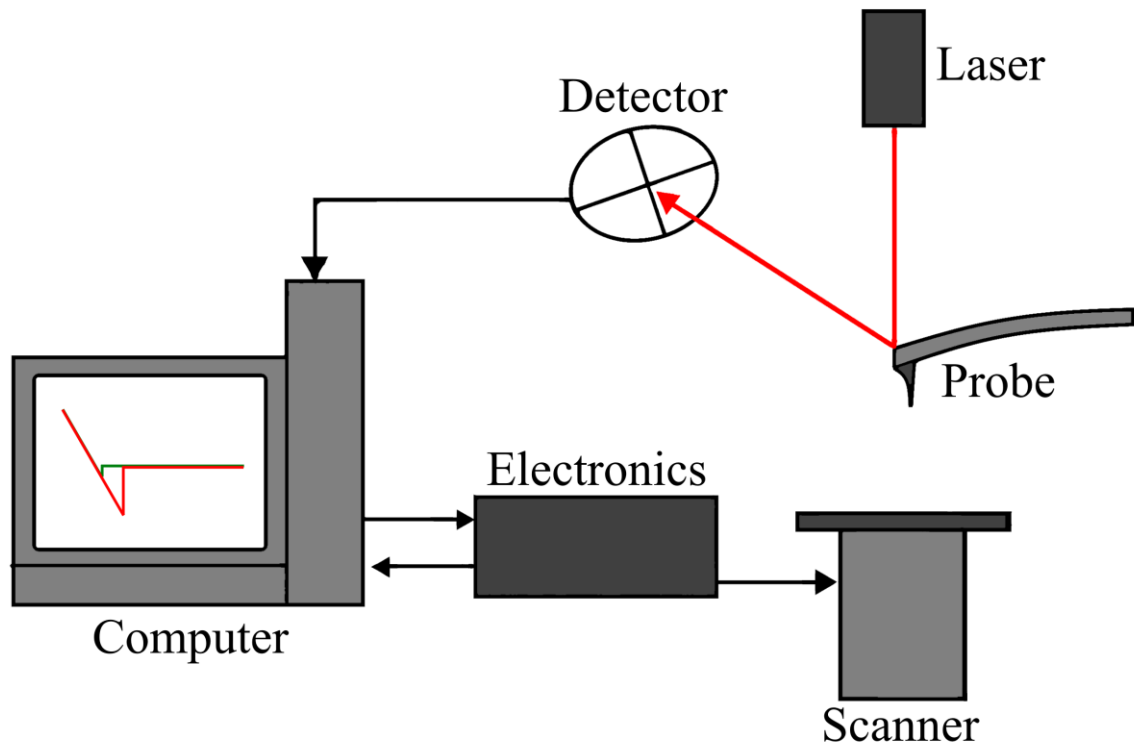 Laser
Detector
Probe
Electronics
Computer
Scanner